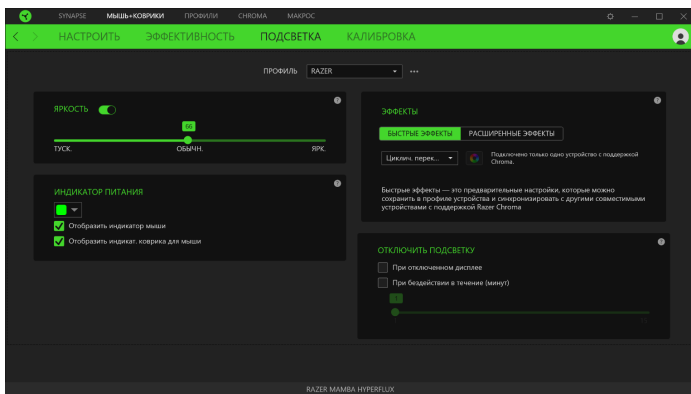 SYNAPSE МЫШЬ+КОВРИКИ ПРОФИЛИ CHROMA МАКРОС
НАСТРОИТЬ ЭФФЕКТИВНОСТЬ ПОДСВЕТКА КАЛИБРОВКА
ПРОФИЛЬ RAZER
ЯРКОСТЬ
66
ТУСК. ОБЫЧН. ЯРК.
ИНДИКАТОР ПИТАНИЯ
Отобразить индикатор мыши
Отобразить индикат. коврика для мыши
ЭФФЕКТЫ
БЫСТРЫЕ ЭФФЕКТЫ РАСШИРЕННЫЕ ЭФФЕКТЫ
Циклич. перек...
Подключено только одно устройство с поддержкой
Chroma.
Быстрые эффекты — это предварительные настройки, которые можно
сохранить в профиле устройства и синхронизировать с другими совместимыми
устройствами с поддержкой Razer Chroma
ОТКЛЮЧИТЬ ПОДСВЕТКУ
При отключенном дисплее
При бездействии в течение (минут)
RAZER MAMBA HYPERFLUX